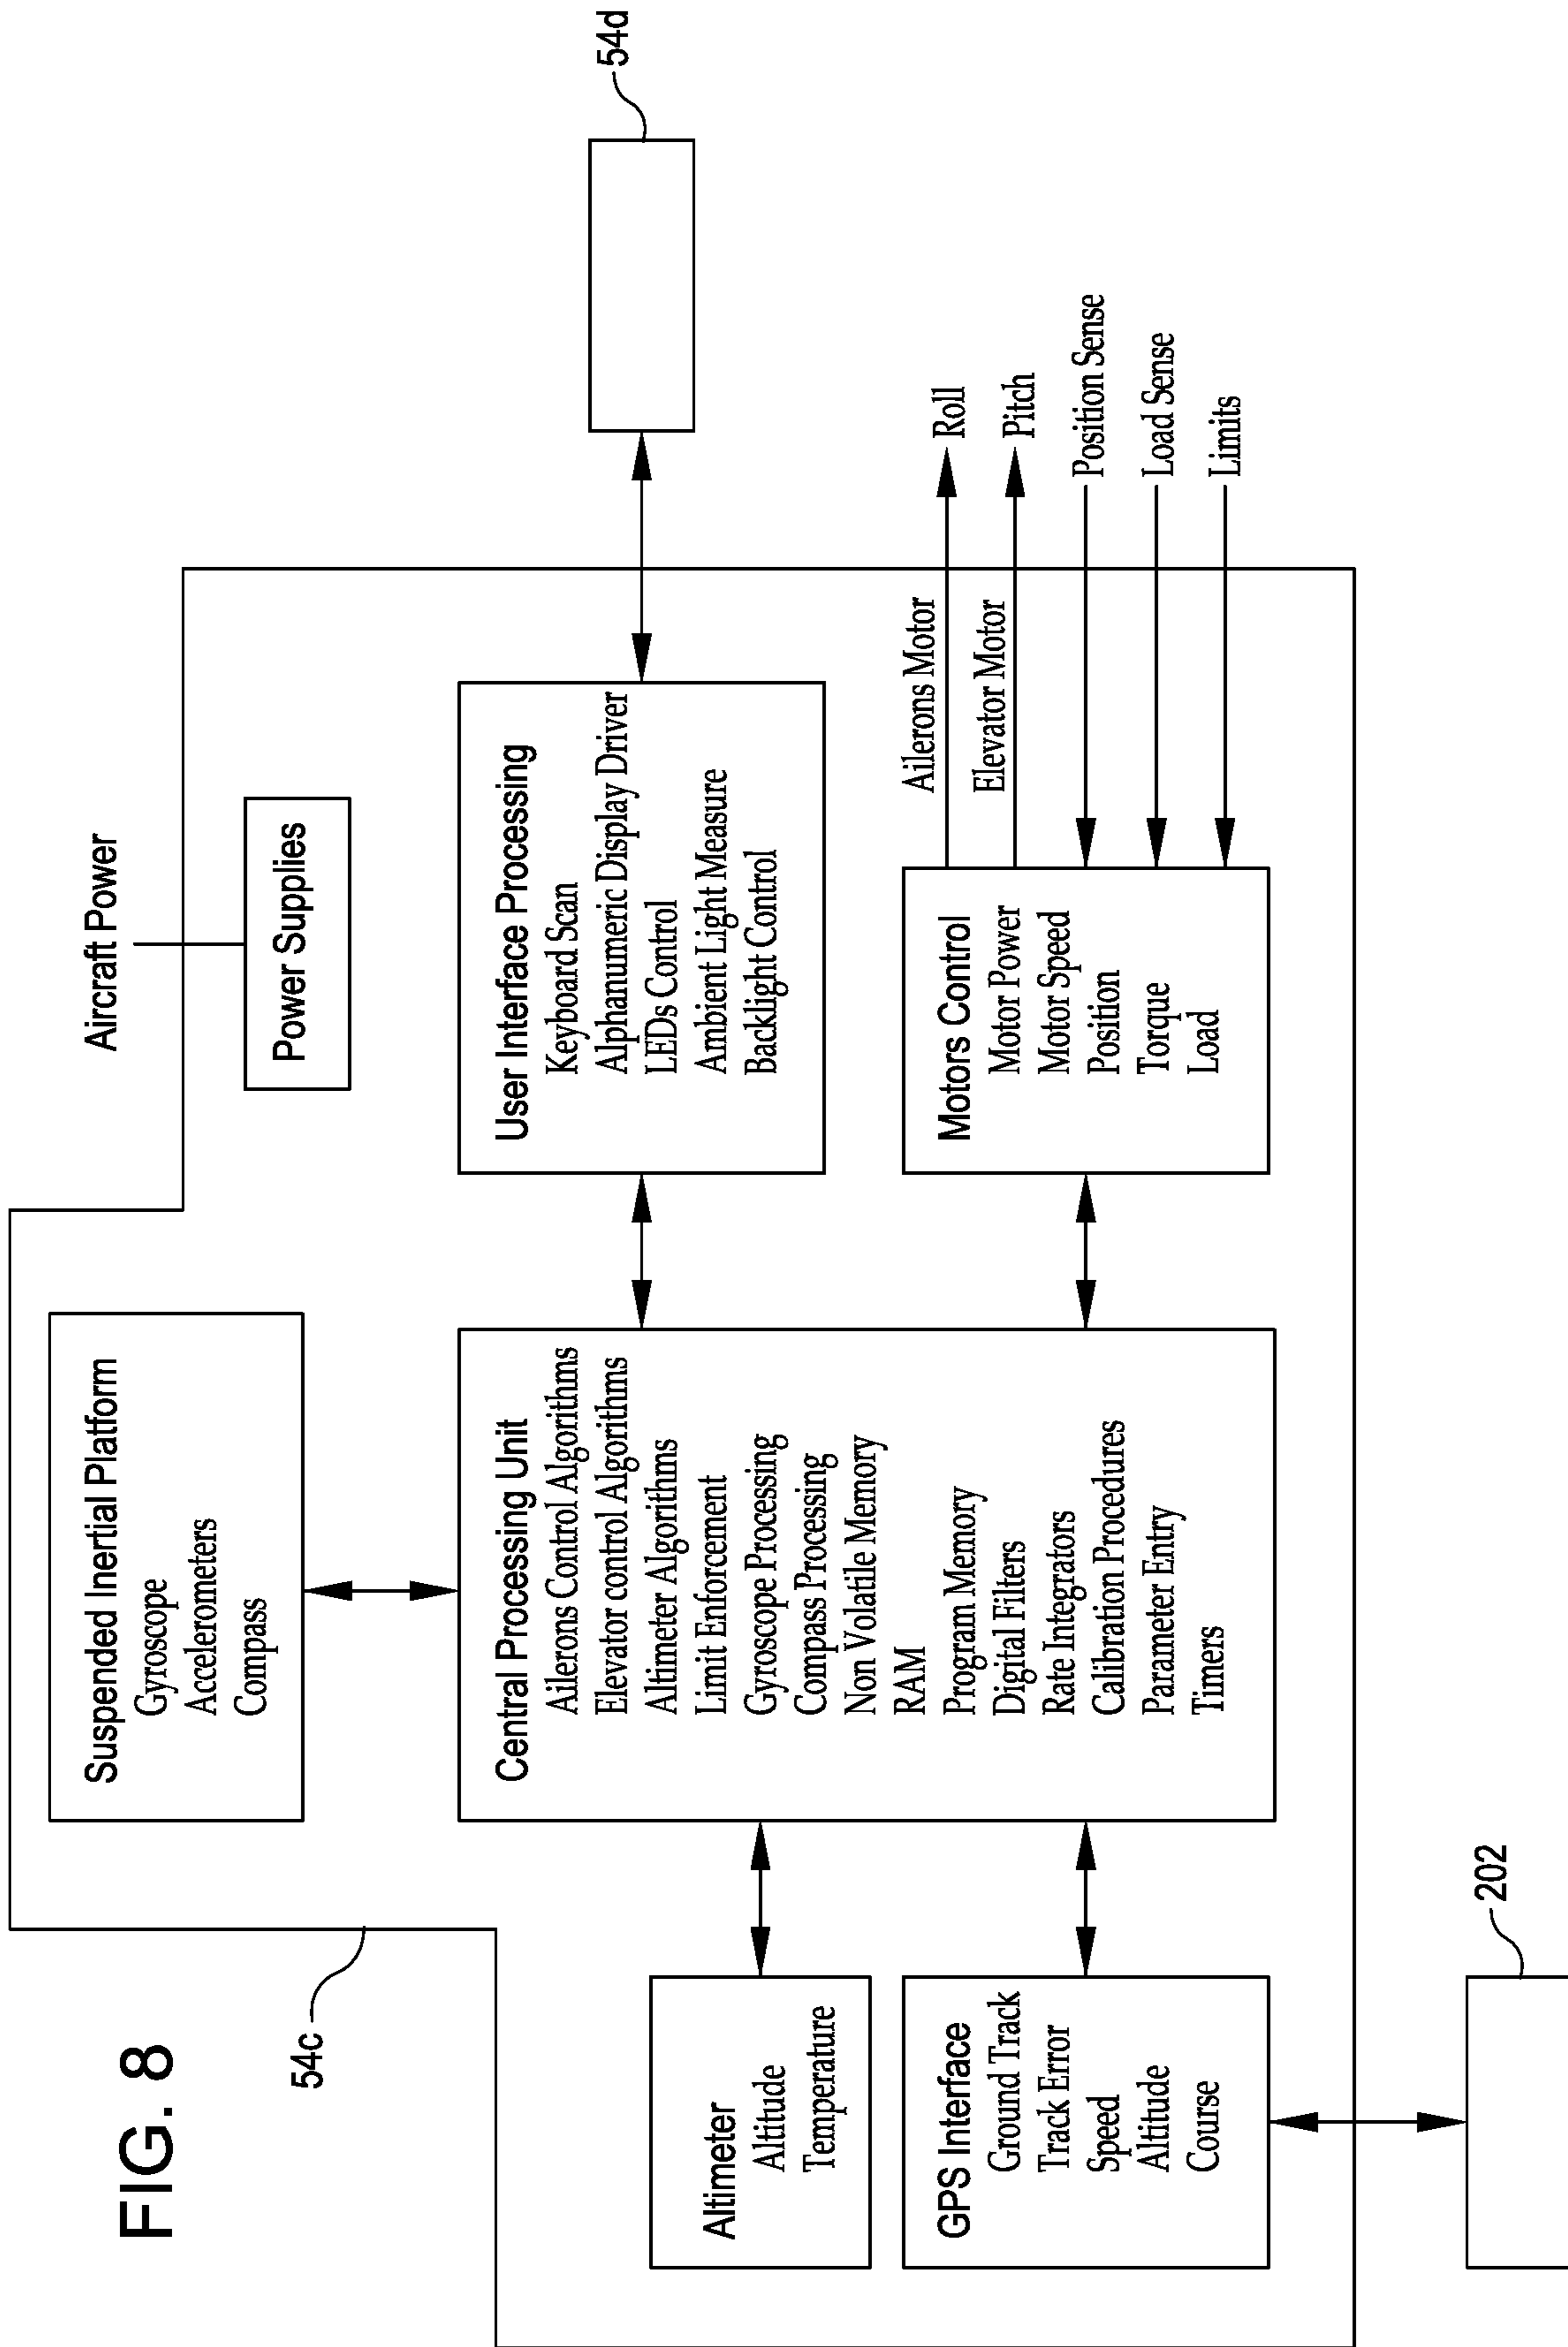 FIG. 8
54c
Suspended Inertial Platform
Gyroscope
Accelerometers
Compass
Aircraft Power
Power Supplies
Altimeter
Altitude
Temperature
GPS Interface
Ground Track
Track Error
Speed
Altitude
Course
Central Processing Unit
Ailerons Control Algorithms
Elevator control Algorithms
Altimeter Algorithms
Limit Enforcement
Gyroscope Processing
Compass Processing
Non Volatile Memory
RAM
Program Memory
Digital Filters
Rate Integrators
Calibration Procedures
Parameter Entry
Timers
User Interface Processing
Keyboard Scan
Alphanumeric Display Driver
LEDs Control
Ambient Light Measure
Backlight Control
54d
Motors Control
Motor Power
Motor Speed
Position
Torque
Load
Ailerons Motor
Roll
Elevator Motor
Pitch
Position Sense
Load Sense
Limits
202